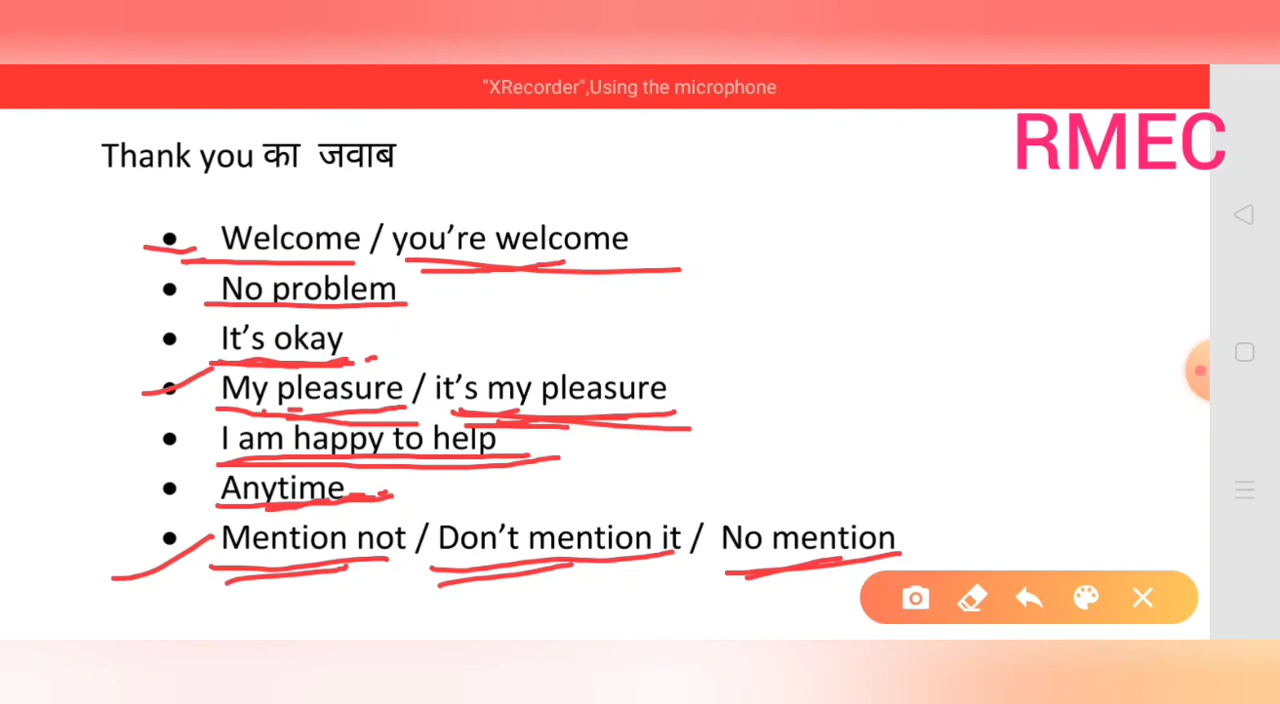 "XRecorder",Using the microphone
RMEC
Thank you का जवाब
• Welcome / you’re welcome
• No problem
• It’s okay
• My pleasure / it’s my pleasure
• I am happy to help
• Anytime
• Mention not / Don’t mention it / No mention